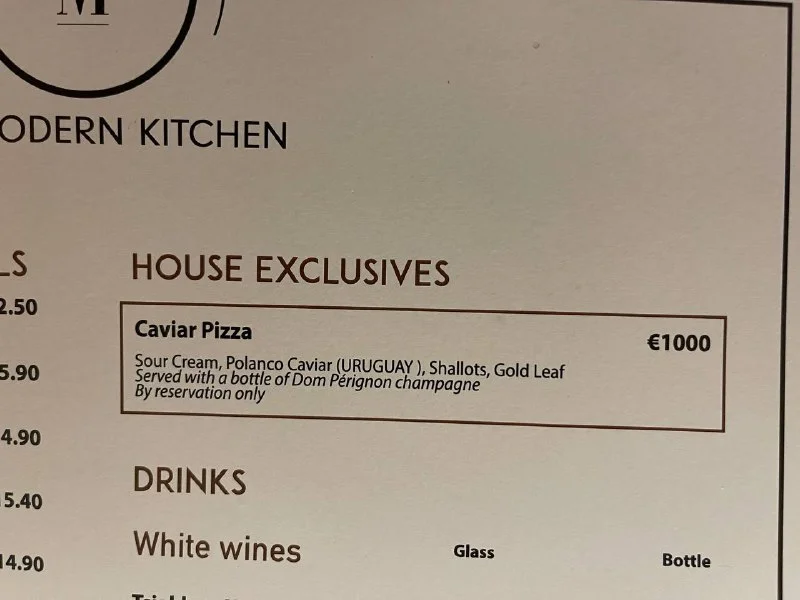 M
ODERN KITCHEN
LS
2.50
5.90
4.90
5.40
14.90
HOUSE EXCLUSIVES
Caviar Pizza €1000
Sour Cream, Polanco Caviar (URUGUAY ), Shallots, Gold Leaf
Served with a bottle of Dom Pérignon champagne
By reservation only
DRINKS
White wines Glass Bottle